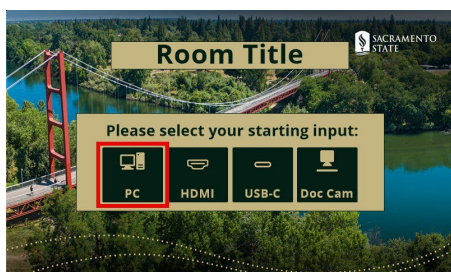 Room Title
SACRAMENTO
STATE
Please select your starting input:
PC HDMI USB-C Doc Cam